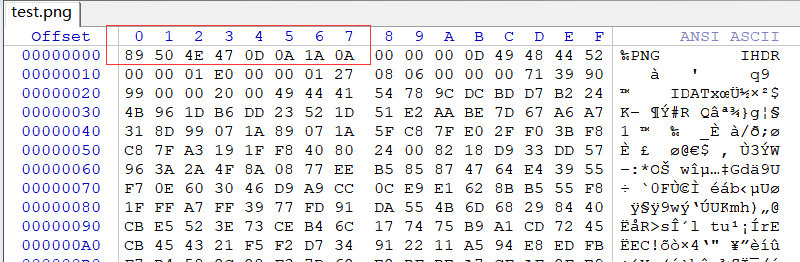 test.png
Offset 0 1 2 3 4 5 6 7 8 9 A B C D E F ANSI ASCII
00000000 89 50 4E 47 0D 0A 1A 0A 00 00 00 0D 49 48 44 52 ‰PNG IHDR
00000010 00 00 01 E0 00 00 01 27 08 06 00 00 00 71 39 90 à ' q9
00000020 99 00 00 20 00 49 44 41 54 78 9C DC BD D7 B2 24 ™ IDATxœÜ½×²$
00000030 4B 96 1D B6 DD 23 52 1D 51 E2 AA BE 7D 67 A6 A7 K– ¶Ý#R Qâª¾}g¦§
00000040 31 8D 99 07 1A 89 07 1A 5F C8 7F E0 2F F0 3B F8 1 ™ ‰ _È à/ð;ø
00000050 C8 7F A3 19 1F F8 40 80 24 00 82 18 D9 33 DD 57 È £ ø@€$ ‚ Ù3ÝW
00000060 96 3A 2A 4F 8A 08 77 EE B5 85 87 47 64 E4 39 55 –:*OŠ wîµ…‡Gdä9U
00000070 F7 0E 60 30 46 D9 A9 CC 0C E9 E1 62 8B B5 55 F8 ÷ `0FÙ©Ì éáb‹µUø
00000080 1F FF A7 FF 39 77 FD 91 DA 55 4B 6D 68 29 84 40 ÿ§ÿ9wý‘ÚUKmh)„@
00000090 CB E5 52 3E 73 CE B4 6C 17 74 75 B9 A1 CD 72 45 ËåR>sÎ´l tu¹¡ÍrE
000000A0 CB 45 43 21 F5 F2 D7 34 91 22 11 A5 94 E8 ED FB ËEC!õò×4‘" ¥”èíû